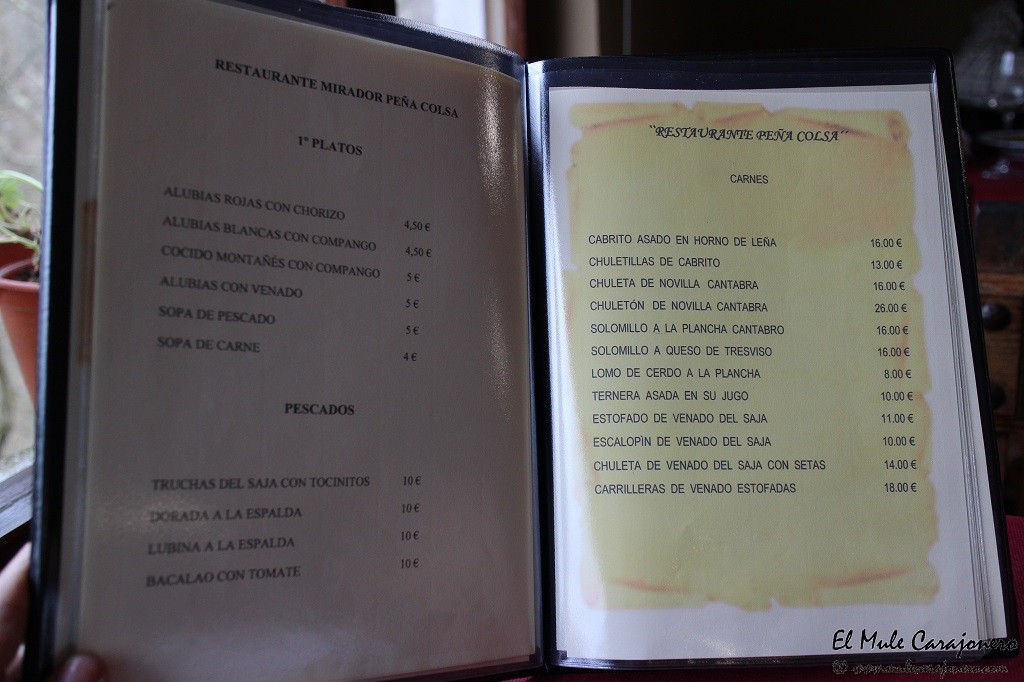 RESTAURANTE MIRADOR PEÑA COLSA
1º PLATOS
ALUBIAS ROJAS CON CHORIZO 4,50 €
ALUBIAS BLANCAS CON COMPANGO 4,50 €
COCIDO MONTAÑÉS CON COMPANGO 5 €
ALUBIAS CON VENADO 5 €
SOPA DE PESCADO 5 €
SOPA DE CARNE 4 €
PESCADOS
TRUCHAS DEL SAJA CON TOCINITOS 10 €
DORADA A LA ESPALDA 10 €
LUBINA A LA ESPALDA 10 €
BACALAO CON TOMATE 10 €
``RESTAURANTE PEÑA COLSA´´
CARNES
CABRITO ASADO EN HORNO DE LEÑA 16.00 €
CHULETILLAS DE CABRITO 13.00 €
CHULETA DE NOVILLA CANTABRA 16.00 €
CHULETÓN DE NOVILLA CANTABRA 26.00 €
SOLOMILLO A LA PLANCHA CANTABRO 16.00 €
SOLOMILLO A QUESO DE TRESVISO 16.00 €
LOMO DE CERDO A LA PLANCHA 8.00 €
TERNERA ASADA EN SU JUGO 10.00 €
ESTOFADO DE VENADO DEL SAJA 11.00 €
ESCALOPÌN DE VENADO DEL SAJA 10.00 €
CHULETA DE VENADO DEL SAJA CON SETAS 14.00 €
CARRILLERAS DE VENADO ESTOFADAS 18.00 €
El Mule Carajonero
© www.mulecarajonero.com